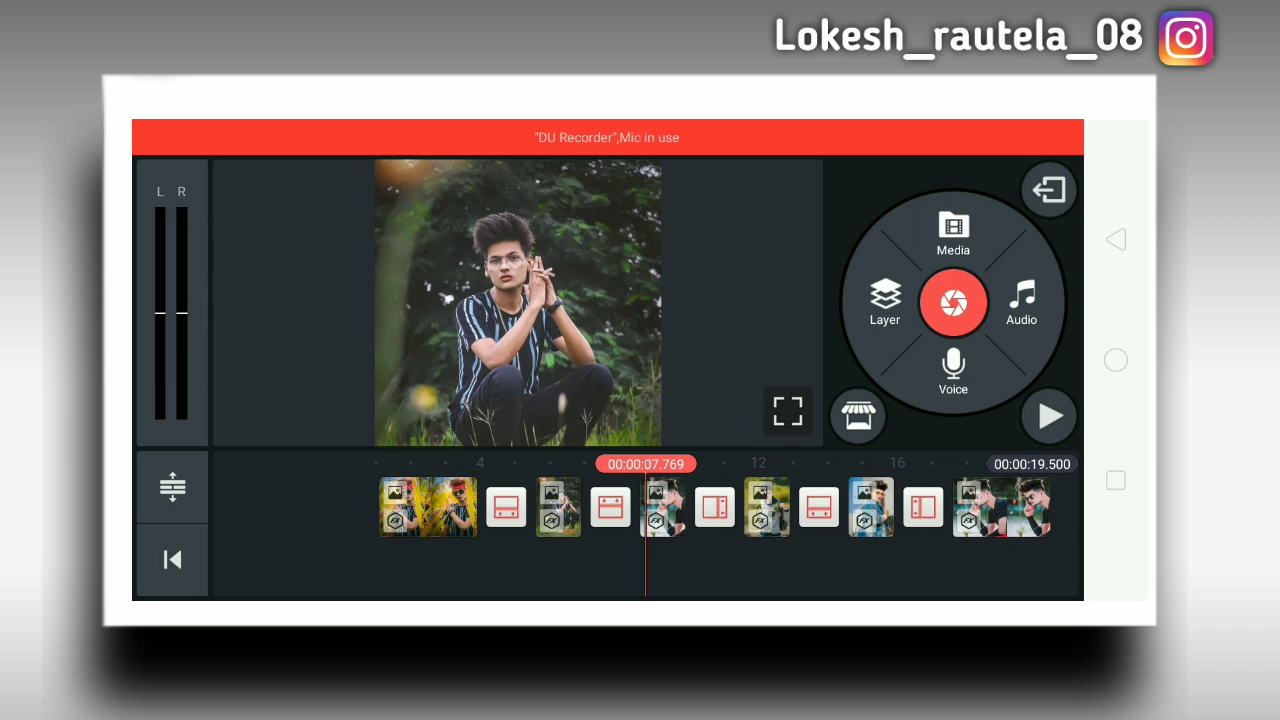 Lokesh_rautela_08
"DU Recorder",Mic in use
L R
Media
Layer
Audio
Voice
4 00:00:07.769 12 16 00:00:19.500